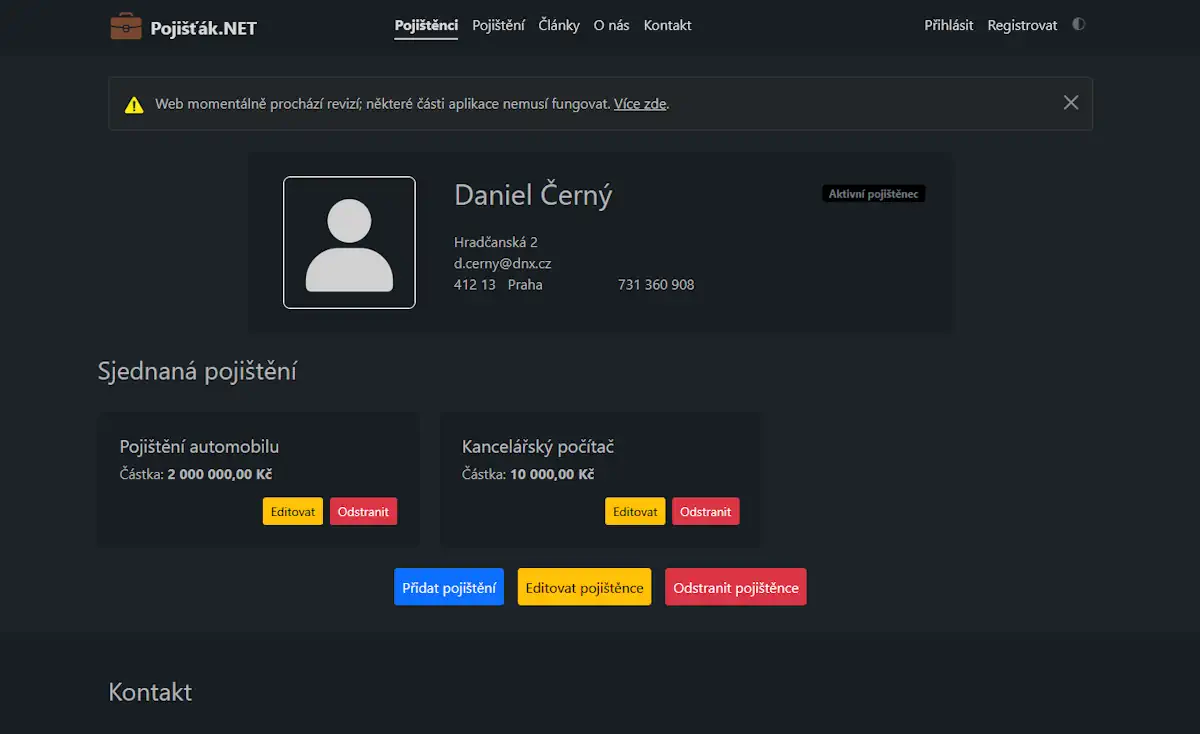 Pojišťák.NET
Pojištěnci Pojištění Články O nás Kontakt
Přihlásit Registrovat
Web momentálně prochází revizí; některé části aplikace nemusí fungovat. Více zde.
Daniel Černý
Aktivní pojištěnec
Hradčanská 2
d.cerny@dnx.cz
412 13 Praha 731 360 908
Sjednaná pojištění
Pojištění automobilu
Částka: 2 000 000,00 Kč
Editovat Odstranit
Kancelářský počítač
Částka: 10 000,00 Kč
Editovat Odstranit
Přidat pojištění Editovat pojištěnce Odstranit pojištěnce
Kontakt